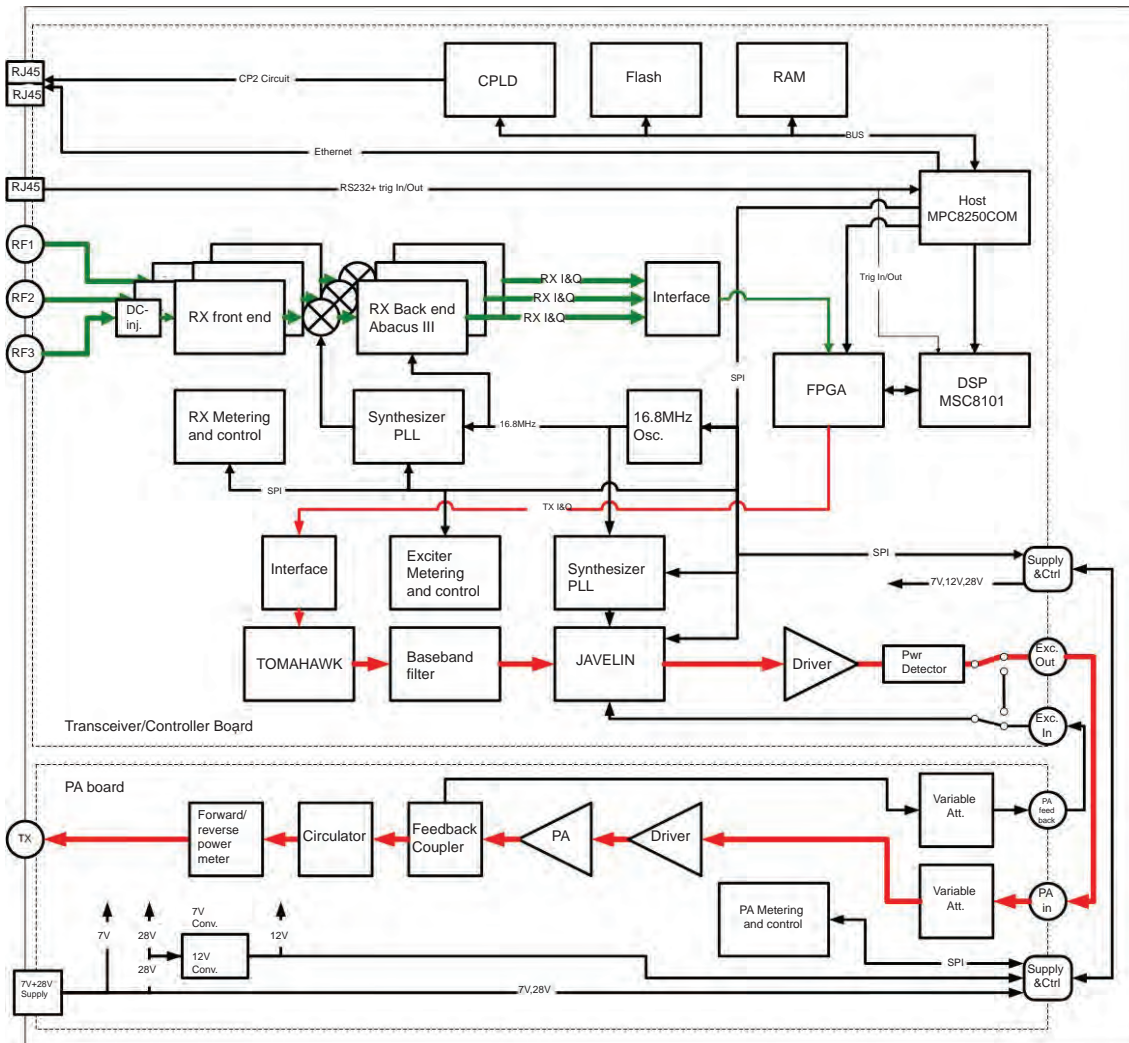 RJ45
RJ45
CP2 Circuit
CPLD
Flash
RAM
BUS
Ethernet
RJ45
RS232+ trig In/Out
Host
MPC8250COM
RF1
RF2
RF3
DC-
inj.
RX front end
RX Back end
Abacus III
RX I&Q
RX I&Q
RX I&Q
Interface
Trig In/Out
SPI
FPGA
DSP
MSC8101
RX Metering
and control
Synthesizer
PLL
16.8MHz
16.8MHz
Osc.
SPI
TX I&Q
Interface
Exciter
Metering
and control
Synthesizer
PLL
SPI
Supply
&Ctrl
7V,12V,28V
TOMAHAWK
Baseband
filter
JAVELIN
Driver
Pwr
Detector
Exc.
Out
Exc.
In
Transceiver/Controller Board
PA board
TX
Forward/
reverse
power
meter
Circulator
Feedback
Coupler
PA
Driver
Variable
Att.
PA
feed
back
Variable
Att.
PA
in
PA Metering
and control
SPI
Supply
&Ctrl
7V
28V
28V
7V
Conv.
12V
Conv.
12V
7V+28V
Supply
7V,28V